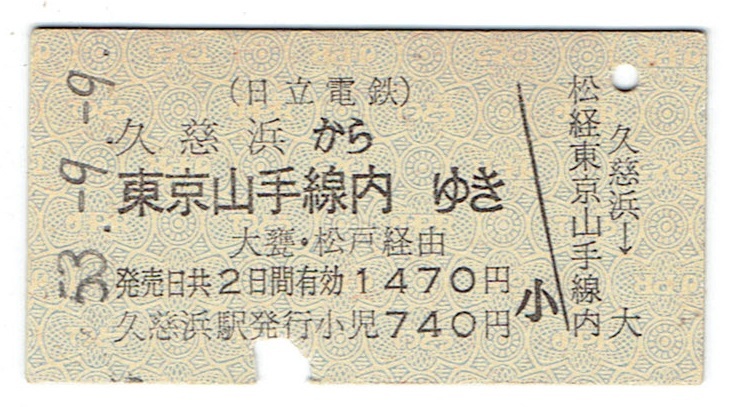 53.-9.-9.
(日立電鉄)
久慈浜から
東京山手線内 ゆき
大甕・松戸経由
発売日共2日間有効1470円
久慈浜駅発行小児740円
小
久慈浜→大
松経東京山手線内